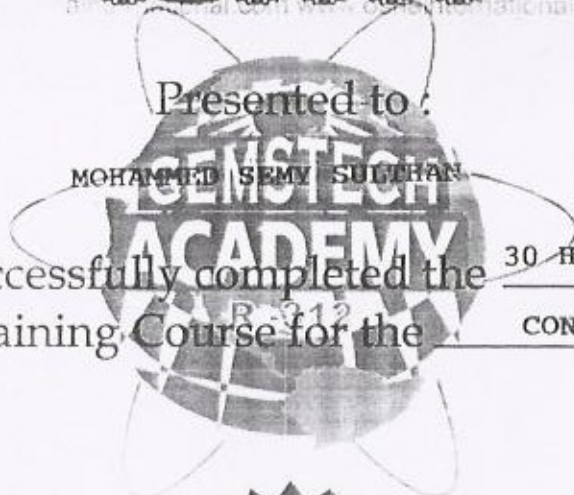 Presented to :
MOHAMMED SEMY SULTHAN
GEMSTECH
ACADEMY
ccessfully completed the 30 H
aining Course for the CON